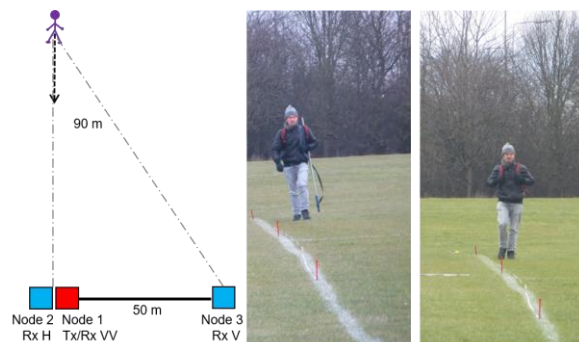 90 m
50 m
Node 2
Rx H
Node 1
Tx/Rx VV
Node 3
Rx V